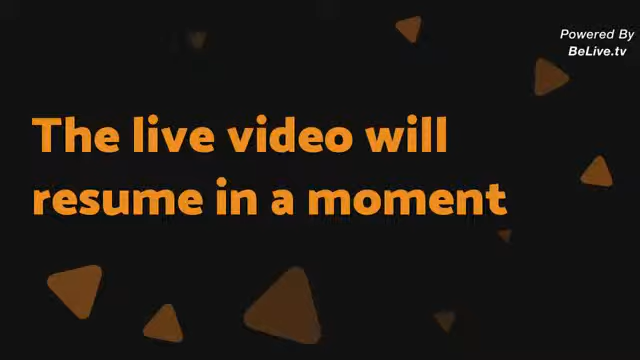 Powered By
BeLive.tv
The live video will
resume in a moment